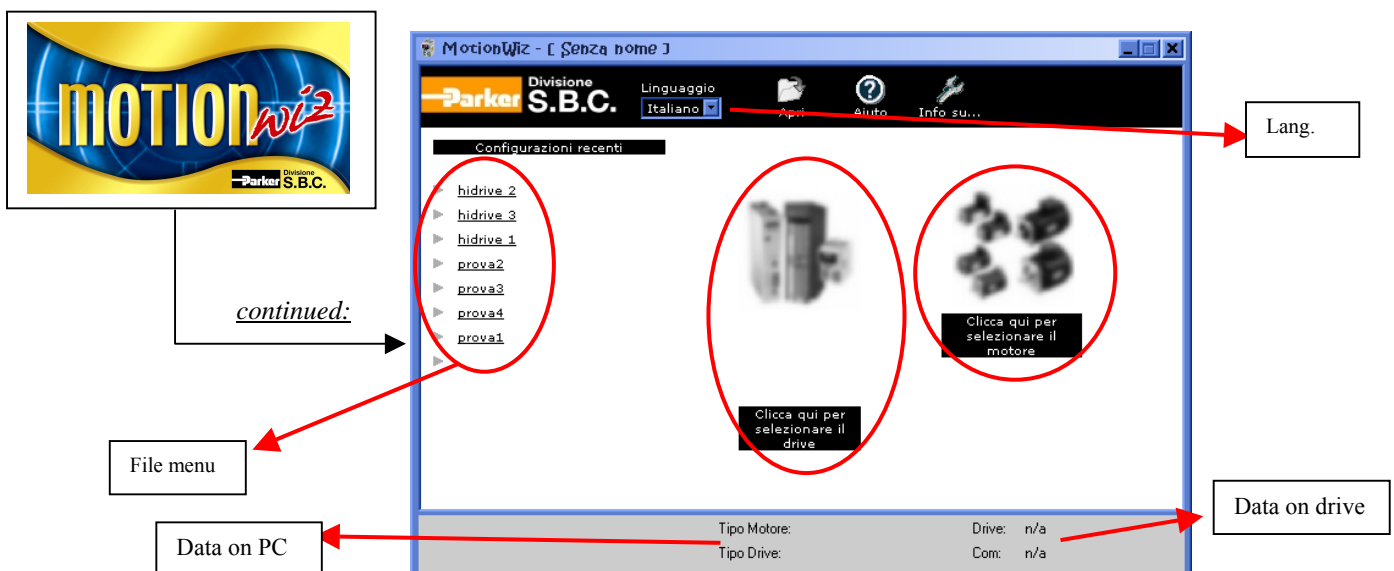 MOTION wiz
Parker Divisione S.B.C.
continued:
MotionWiz - [ Senza nome ]
Parker Divisione S.B.C.
Linguaggio
Italiano
Apri
Aiuto
Info su...
Lang.
Configurazioni recenti
hidrive 2
hidrive 3
hidrive 1
prova2
prova3
prova4
prova1
Clicca qui per
selezionare il
drive
Clicca qui per
selezionare il
motore
File menu
Data on PC
Data on drive
Tipo Motore:
Drive: n/a
Tipo Drive:
Com: n/a